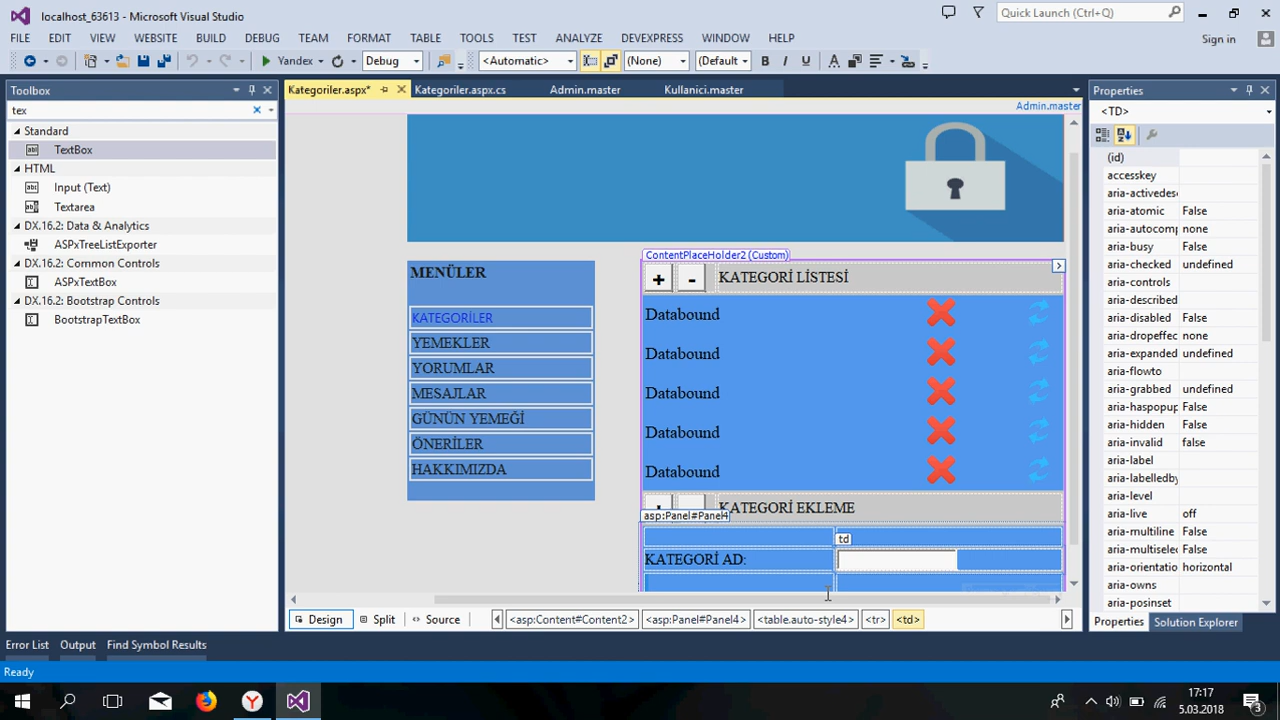 localhost_63613 - Microsoft Visual Studio
Quick Launch (Ctrl+Q)
FILE EDIT VIEW WEBSITE BUILD DEBUG TEAM FORMAT TABLE TOOLS TEST ANALYZE DEVEXPRESS WINDOW HELP
Sign in
Yandex Debug <Automatic> (None) (Default B I U A
Toolbox
tex
Standard
TextBox
HTML
Input (Text)
Textarea
DX.16.2: Data & Analytics
ASPxTreeListExporter
DX.16.2: Common Controls
ASPxTextBox
DX.16.2: Bootstrap Controls
BootstrapTextBox
Kategoriler.aspx* Kategoriler.aspx.cs Admin.master Kullanici.master
Admin.master
MENÜLER
KATEGORİLER
YEMEKLER
YORUMLAR
MESAJLAR
GÜNÜN YEMEĞİ
ÖNERİLER
HAKKIMIZDA
ContentPlaceHolder2 (Custom)
+ - KATEGORİ LİSTESİ
Databound
Databound
Databound
Databound
Databound
KATEGORİ EKLEME
asp:Panel#Panel4
td
KATEGORİ AD:
Design Split Source <asp:Content#Content2> <asp:Panel#Panel4> <table.auto-style4> <tr> <td>
Properties
<TD>
(id)
accesskey
aria-activedes
aria-atomic False
aria-autocomp none
aria-busy False
aria-checked undefined
aria-controls
aria-described
aria-disabled False
aria-dropeffec none
aria-expanded undefined
aria-flowto
aria-grabbed undefined
aria-haspopup False
aria-hidden False
aria-invalid false
aria-label
aria-labelledby
aria-level
aria-live off
aria-multiline False
aria-multiselec False
aria-orientatio horizontal
aria-owns
aria-posinset
Properties Solution Explorer
Error List Output Find Symbol Results
Ready
17:17
5.03.2018
3